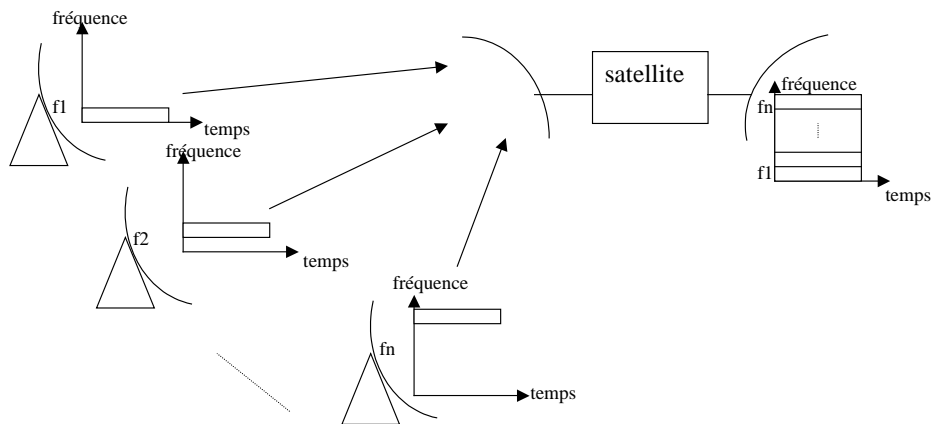 fréquence
f1
temps
fréquence
f2
temps
fréquence
fn
temps
satellite
fréquence
fn
f1
temps